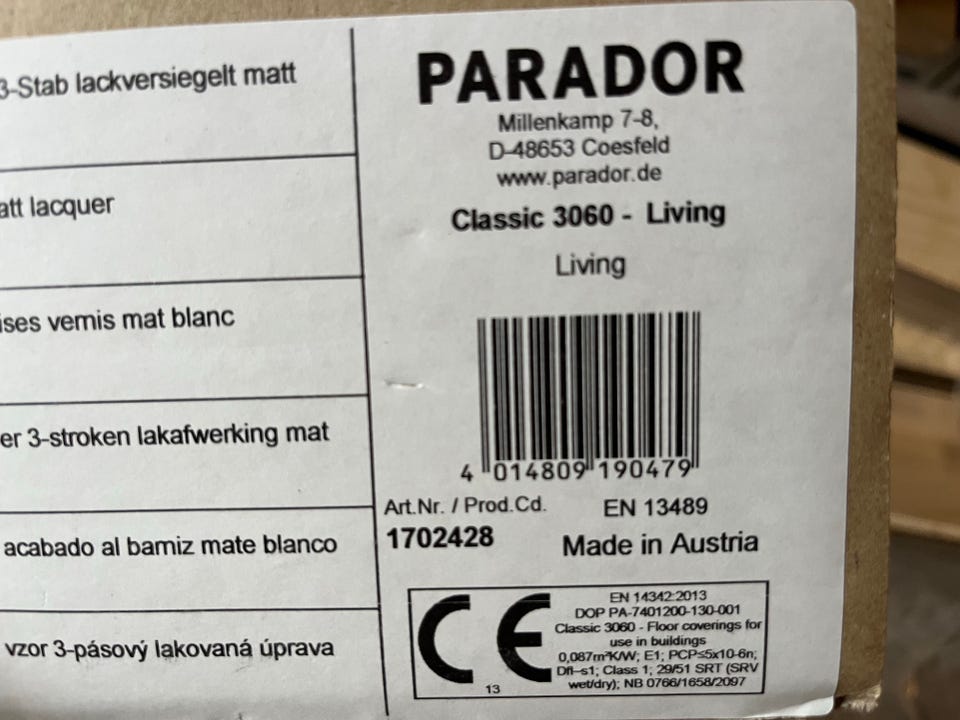 3-Stab lackversiegelt matt
att lacquer
ises vernis mat blanc
er 3-stroken lakafwerking mat
acabado al barniz mate blanco
vzor 3-pásový lakovaná úprava
PARADOR
Millenkamp 7-8,
D-48653 Coesfeld
www.parador.de
Classic 3060 - Living
Living
4 014809 190479
Art.Nr. / Prod.Cd. EN 13489
1702428 Made in Austria
CE
13
EN 14342:2013
DOP PA-7401200-130-001
Classic 3060 - Floor coverings for
use in buildings
0,087m²K/W; E1; PCP≤5x10-6n;
Dfl-s1; Class 1; 29/51 SRT (SRV
wet/dry); NB 0766/1658/2097